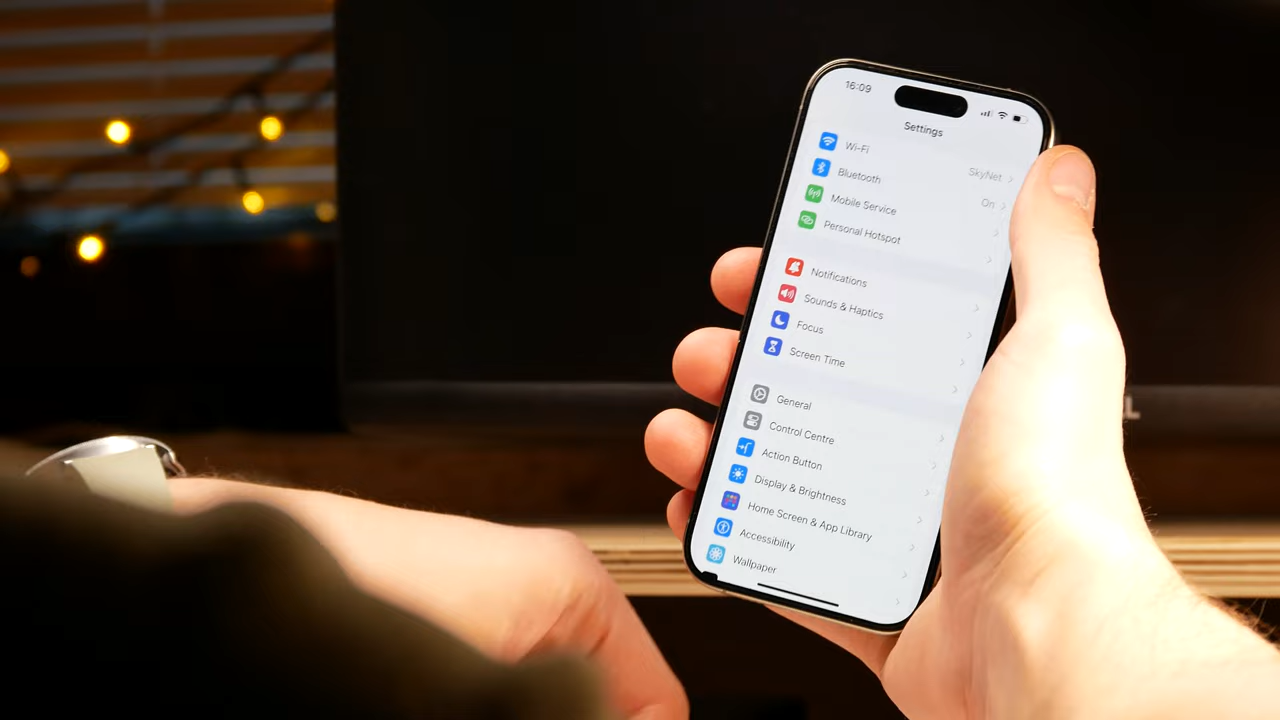 16:09
Settings
Wi-Fi SkyNet
Bluetooth On
Mobile Service
Personal Hotspot
Notifications
Sounds & Haptics
Focus
Screen Time
General
Control Centre
Action Button
Display & Brightness
Home Screen & App Library
Accessibility
Wallpaper